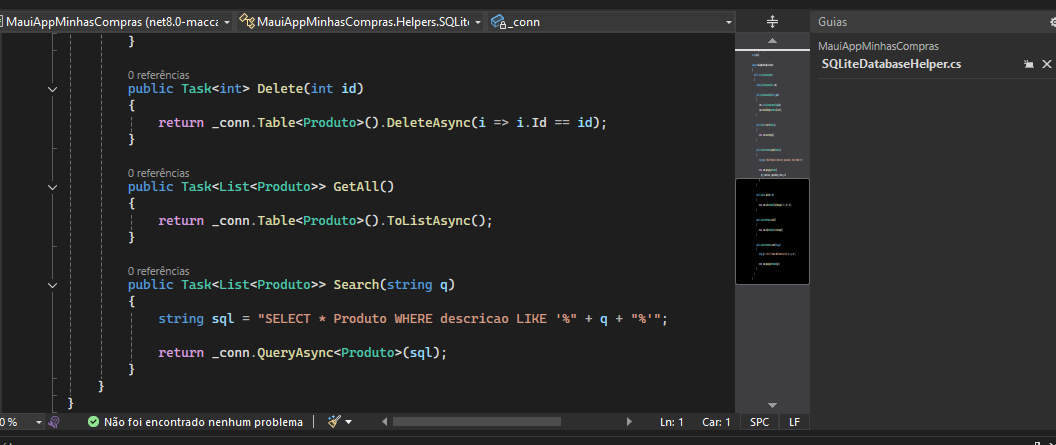 MauiAppMinhasCompras (net8.0-macca
MauiAppMinhasCompras.Helpers.SQLite
_conn
Guias
MauiAppMinhasCompras
SQLiteDatabaseHelper.cs
}
0 referências
public Task<int> Delete(int id)
{
return _conn.Table<Produto>().DeleteAsync(i => i.Id == id);
}
0 referências
public Task<List<Produto>> GetAll()
{
return _conn.Table<Produto>().ToListAsync();
}
0 referências
public Task<List<Produto>> Search(string q)
{
string sql = "SELECT * Produto WHERE descricao LIKE '%" + q + "%'";
return _conn.QueryAsync<Produto>(sql);
}
}
}
0 %
Não foi encontrado nenhum problema
Ln: 1
Car: 1
SPC
LF